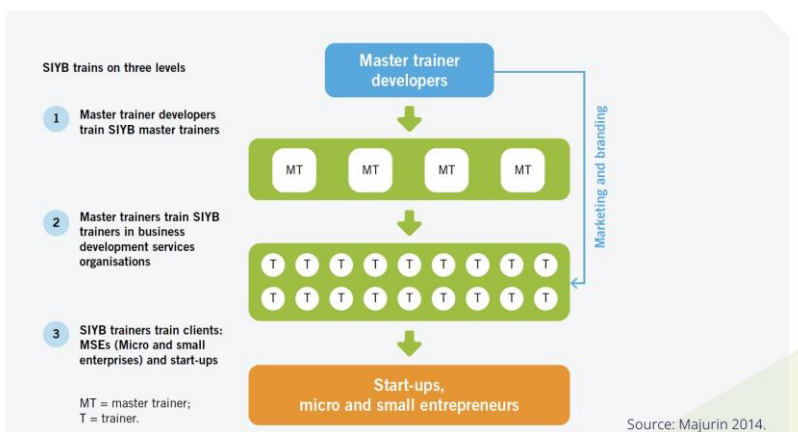 SIYB trains on three levels
Master trainer
developers
1
Master trainer developers
train SIYB master trainers
MT MT MT MT
Marketing and branding
2
Master trainers train SIYB
trainers in business
development services
organisations
T T T T T T T T T
T T T T T T T T T
3
SIYB trainers train clients:
MSEs (Micro and small
enterprises) and start-ups
Start-ups,
micro and small entrepreneurs
MT = master trainer;
T = trainer.
Source: Majurin 2014.